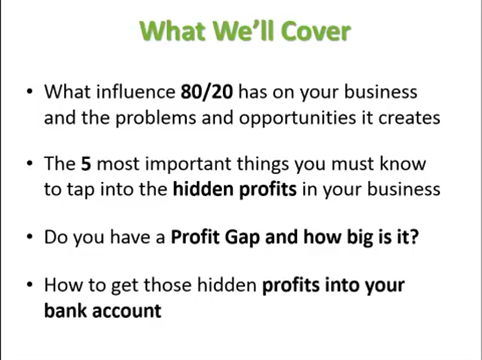 What We'll Cover
• What influence 80/20 has on your business
and the problems and opportunities it creates
• The 5 most important things you must know
to tap into the hidden profits in your business
• Do you have a Profit Gap and how big is it?
• How to get those hidden profits into your
bank account